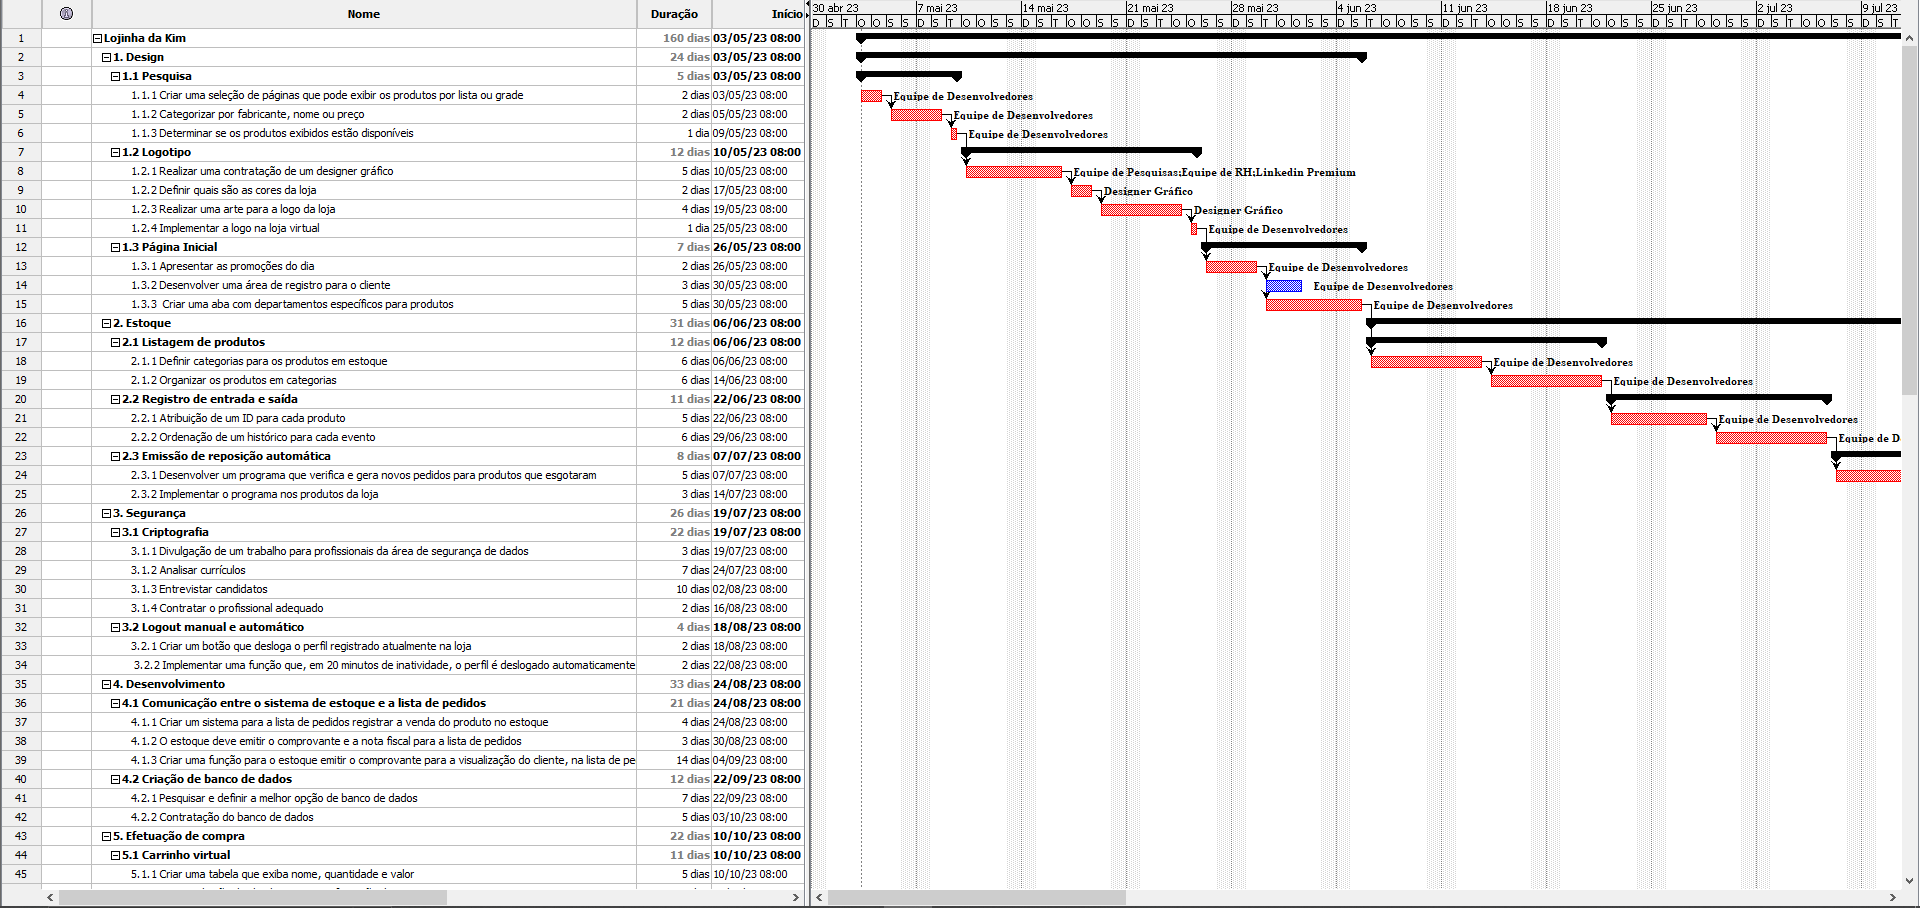 Nome Duração Início
1 Lojinha da Kim 160 dias 03/05/23 08:00
2 1. Design 24 dias 03/05/23 08:00
3 1.1 Pesquisa 5 dias 03/05/23 08:00
4 1.1.1 Criar uma seleção de páginas que pode exibir os produtos por lista ou grade 2 dias 03/05/23 08:00
5 1.1.2 Categorizar por fabricante, nome ou preço 2 dias 05/05/23 08:00
6 1.1.3 Determinar se os produtos exibidos estão disponíveis 1 dia 09/05/23 08:00
7 1.2 Logotipo 12 dias 10/05/23 08:00
8 1.2.1 Realizar uma contratação de um designer gráfico 5 dias 10/05/23 08:00
9 1.2.2 Definir quais são as cores da loja 2 dias 17/05/23 08:00
10 1.2.3 Realizar uma arte para a logo da loja 4 dias 19/05/23 08:00
11 1.2.4 Implementar a logo na loja virtual 1 dia 25/05/23 08:00
12 1.3 Página Inicial 7 dias 26/05/23 08:00
13 1.3.1 Apresentar as promoções do dia 2 dias 26/05/23 08:00
14 1.3.2 Desenvolver uma área de registro para o cliente 3 dias 30/05/23 08:00
15 1.3.3 Criar uma aba com departamentos específicos para produtos 5 dias 30/05/23 08:00
16 2. Estoque 31 dias 06/06/23 08:00
17 2.1 Listagem de produtos 12 dias 06/06/23 08:00
18 2.1.1 Definir categorias para os produtos em estoque 6 dias 06/06/23 08:00
19 2.1.2 Organizar os produtos em categorias 6 dias 14/06/23 08:00
20 2.2 Registro de entrada e saída 11 dias 22/06/23 08:00
21 2.2.1 Atribuição de um ID para cada produto 5 dias 22/06/23 08:00
22 2.2.2 Ordenação de um histórico para cada evento 6 dias 29/06/23 08:00
23 2.3 Emissão de reposição automática 8 dias 07/07/23 08:00
24 2.3.1 Desenvolver um programa que verifica e gera novos pedidos para produtos que esgotaram 5 dias 07/07/23 08:00
25 2.3.2 Implementar o programa nos produtos da loja 3 dias 14/07/23 08:00
26 3. Segurança 26 dias 19/07/23 08:00
27 3.1 Criptografia 22 dias 19/07/23 08:00
28 3.1.1 Divulgação de um trabalho para profissionais da área de segurança de dados 3 dias 19/07/23 08:00
29 3.1.2 Analisar currículos 7 dias 24/07/23 08:00
30 3.1.3 Entrevistar candidatos 10 dias 02/08/23 08:00
31 3.1.4 Contratar o profissional adequado 2 dias 16/08/23 08:00
32 3.2 Logout manual e automático 4 dias 18/08/23 08:00
33 3.2.1 Criar um botão que desloga o perfil registrado atualmente na loja 2 dias 18/08/23 08:00
34 3.2.2 Implementar uma função que, em 20 minutos de inatividade, o perfil é deslogado automaticamente 2 dias 22/08/23 08:00
35 4. Desenvolvimento 33 dias 24/08/23 08:00
36 4.1 Comunicação entre o sistema de estoque e a lista de pedidos 21 dias 24/08/23 08:00
37 4.1.1 Criar um sistema para a lista de pedidos registrar a venda do produto no estoque 4 dias 24/08/23 08:00
38 4.1.2 O estoque deve emitir o comprovante e a nota fiscal para a lista de pedidos 3 dias 30/08/23 08:00
39 4.1.3 Criar uma função para o estoque emitir o comprovante para a visualização do cliente, na lista de pe 14 dias 04/09/23 08:00
40 4.2 Criação de banco de dados 12 dias 22/09/23 08:00
41 4.2.1 Pesquisar e definir a melhor opção de banco de dados 7 dias 22/09/23 08:00
42 4.2.2 Contratação do banco de dados 5 dias 03/10/23 08:00
43 5. Efetuação de compra 22 dias 10/10/23 08:00
44 5.1 Carrinho virtual 11 dias 10/10/23 08:00
45 5.1.1 Criar uma tabela que exiba nome, quantidade e valor 5 dias 10/10/23 08:00
30 abr 23 7 mai 23 14 mai 23 21 mai 23 28 mai 23 4 jun 23 11 jun 23 18 jun 23 25 jun 23 2 jul 23 9 jul 23
D S T Q Q S S D S T Q Q S S D S T Q Q S S D S T Q Q S S D S T Q Q S S D S T Q Q S S D S T Q Q S S D S T Q Q S S D S T Q Q S S D S T Q Q S S D S T
Equipe de Desenvolvedores
Equipe de Desenvolvedores
Equipe de Desenvolvedores
Equipe de Pesquisas;Equipe de RH;Linkedin Premium
Designer Gráfico
Designer Gráfico
Equipe de Desenvolvedores
Equipe de Desenvolvedores
Equipe de Desenvolvedores
Equipe de Desenvolvedores
Equipe de Desenvolvedores
Equipe de Desenvolvedores
Equipe de Desenvolvedores
Equipe de D